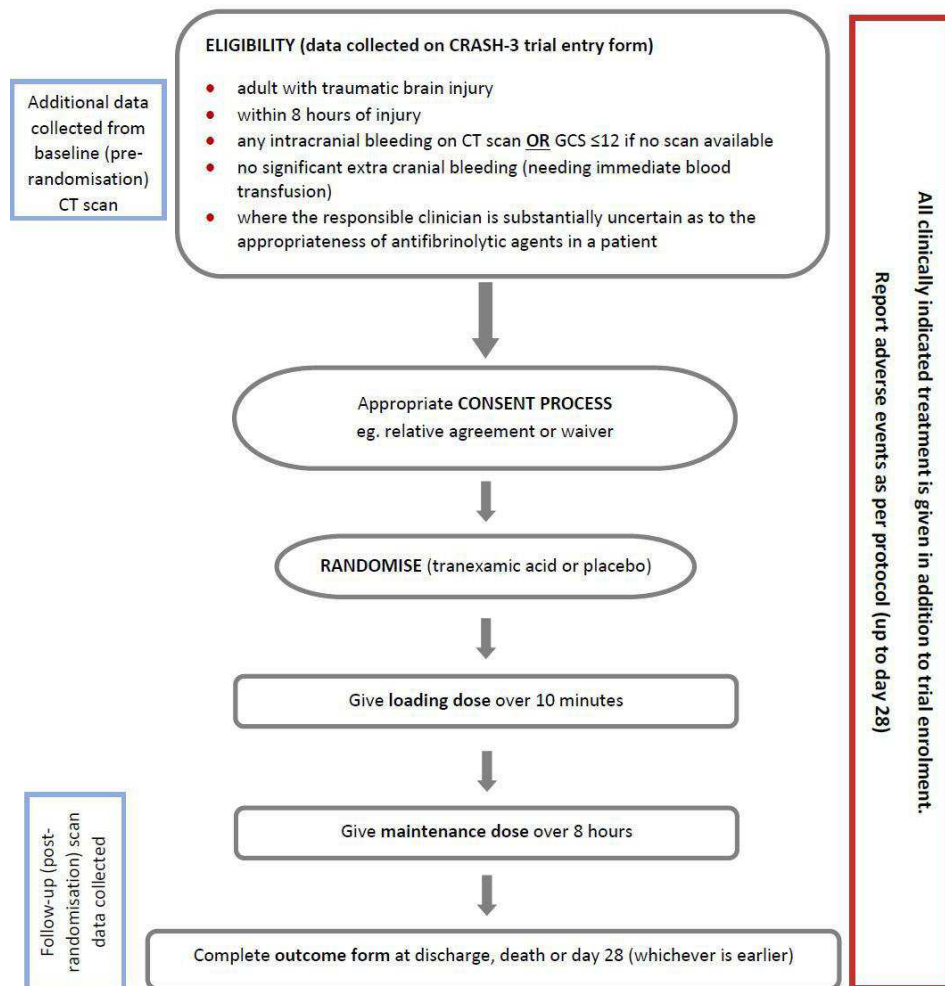 ELIGIBILITY (data collected on CRASH-3 trial entry form)
• adult with traumatic brain injury
• within 8 hours of injury
• any intracranial bleeding on CT scan OR GCS ≤12 if no scan available
• no significant extra cranial bleeding (needing immediate blood
transfusion)
• where the responsible clinician is substantially uncertain as to the
appropriateness of antifibrinolytic agents in a patient
Additional data
collected from
baseline (pre-
randomisation)
CT scan
Appropriate CONSENT PROCESS
eg. relative agreement or waiver
RANDOMISE (tranexamic acid or placebo)
Give loading dose over 10 minutes
Give maintenance dose over 8 hours
Follow-up (post-
randomisation) scan
data collected
Complete outcome form at discharge, death or day 28 (whichever is earlier)
All clinically indicated treatment is given in addition to trial enrolment.
Report adverse events as per protocol (up to day 28)